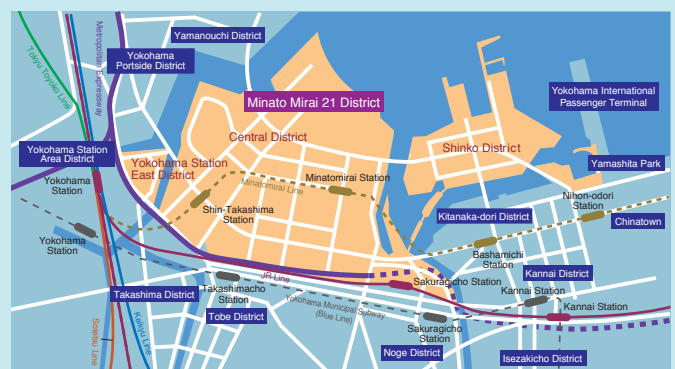 Yamanouchi District
Yokohama
Portside District
Metropolitan Expressway
Tokyu Toyoko Line
Minato Mirai 21 District
Yokohama International
Passenger Terminal
Central District
Shinko District
Yokohama Station
Area District
Yokohama Station
East District
Yamashita Park
Yokohama
Station
Minatomirai Station
Minatomirai Line
Nihon-odori
Station
Shin-Takashima
Station
Kitanaka-dori District
Chinatown
Yokohama
Station
Bashamichi
Station
Kannai District
JR Line
Takashimacho
Station
Sakuragicho Station
Kannai Station
Takashima District
Yokohama Municipal Subway
(Blue Line)
Kannai Station
Tobe District
Sakuragicho
Station
Sotetsu Line
Keikyu Line
Noge District
Isezakicho District